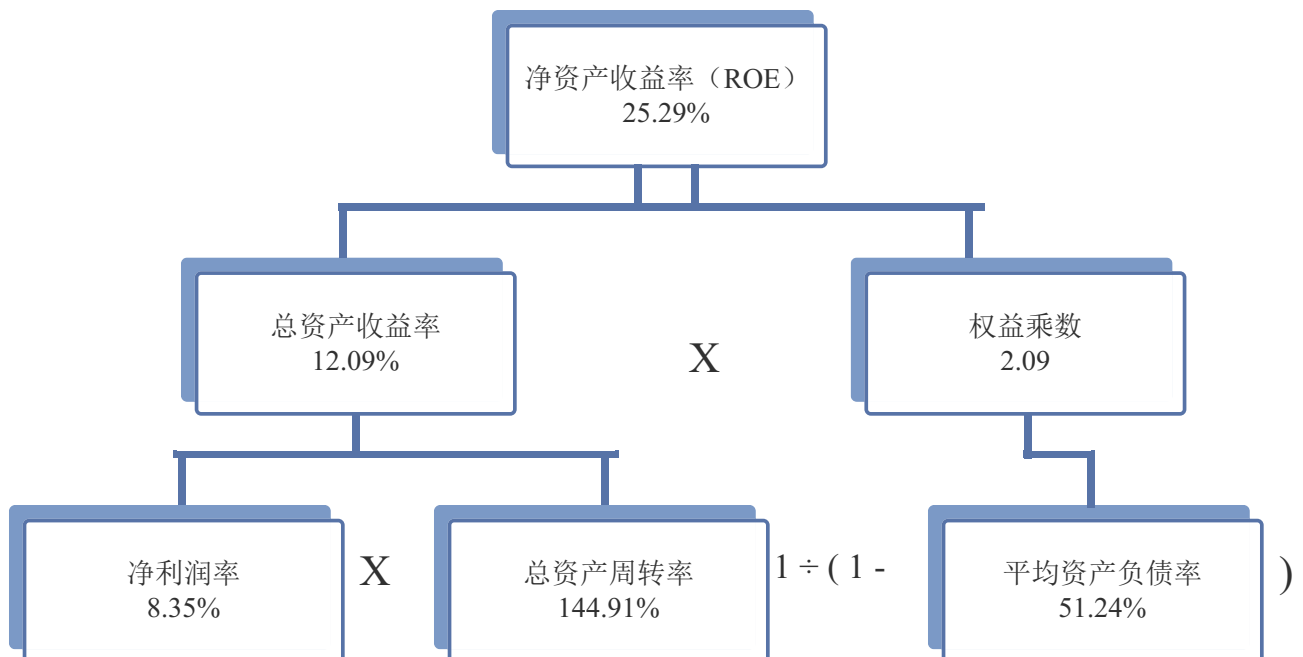 净资产收益率（ROE）
25.29%
总资产收益率
12.09%
X
权益乘数
2.09
净利润率
8.35%
X
总资产周转率
144.91%
1 ÷ ( 1 -
平均资产负债率
51.24%
)